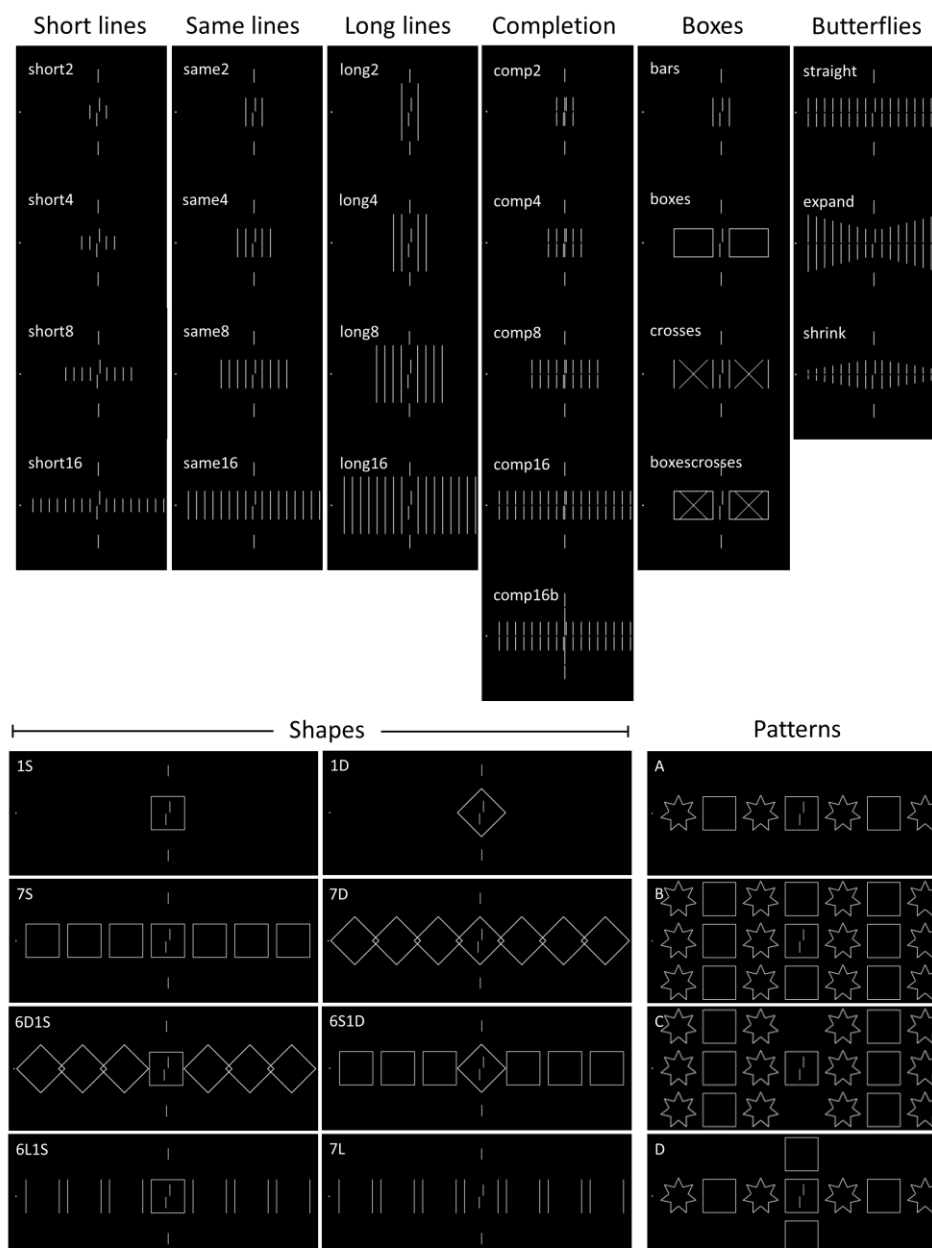 Short lines Same lines Long lines Completion Boxes Butterflies
short2 same2 long2 comp2 bars straight
short4 same4 long4 comp4 boxes expand
short8 same8 long8 comp8 crosses shrink
short16 same16 long16 comp16 boxescrosses
comp16b
Shapes Patterns
1S 1D A
7S 7D B
6D1S 6S1D C
6L1S 7L D